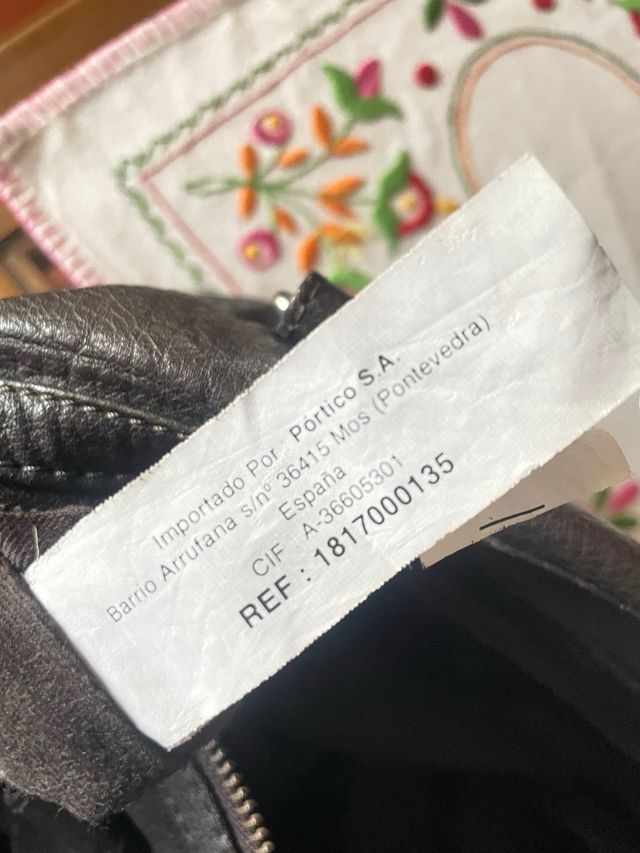 Importado Por : Pórtico S.A.
Barrio Arrufana s/nº 36415 Mos (Pontevedra)
España
CIF : A-36605301
REF : 1817000135